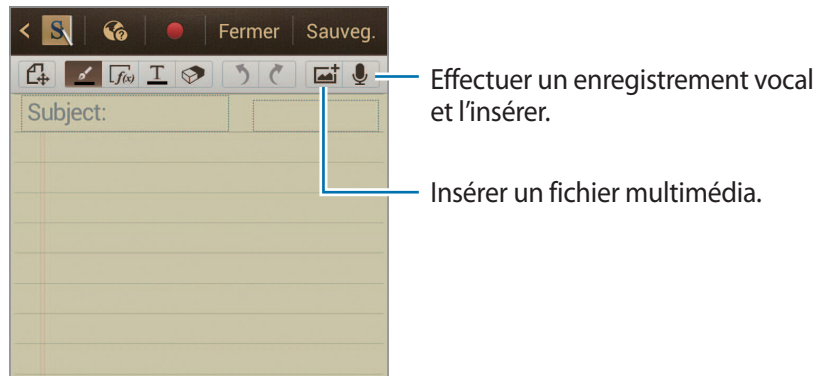 S Fermer Sauveg.
f(x) T
Subject:
Effectuer un enregistrement vocal
et l'insérer.
Insérer un fichier multimédia.